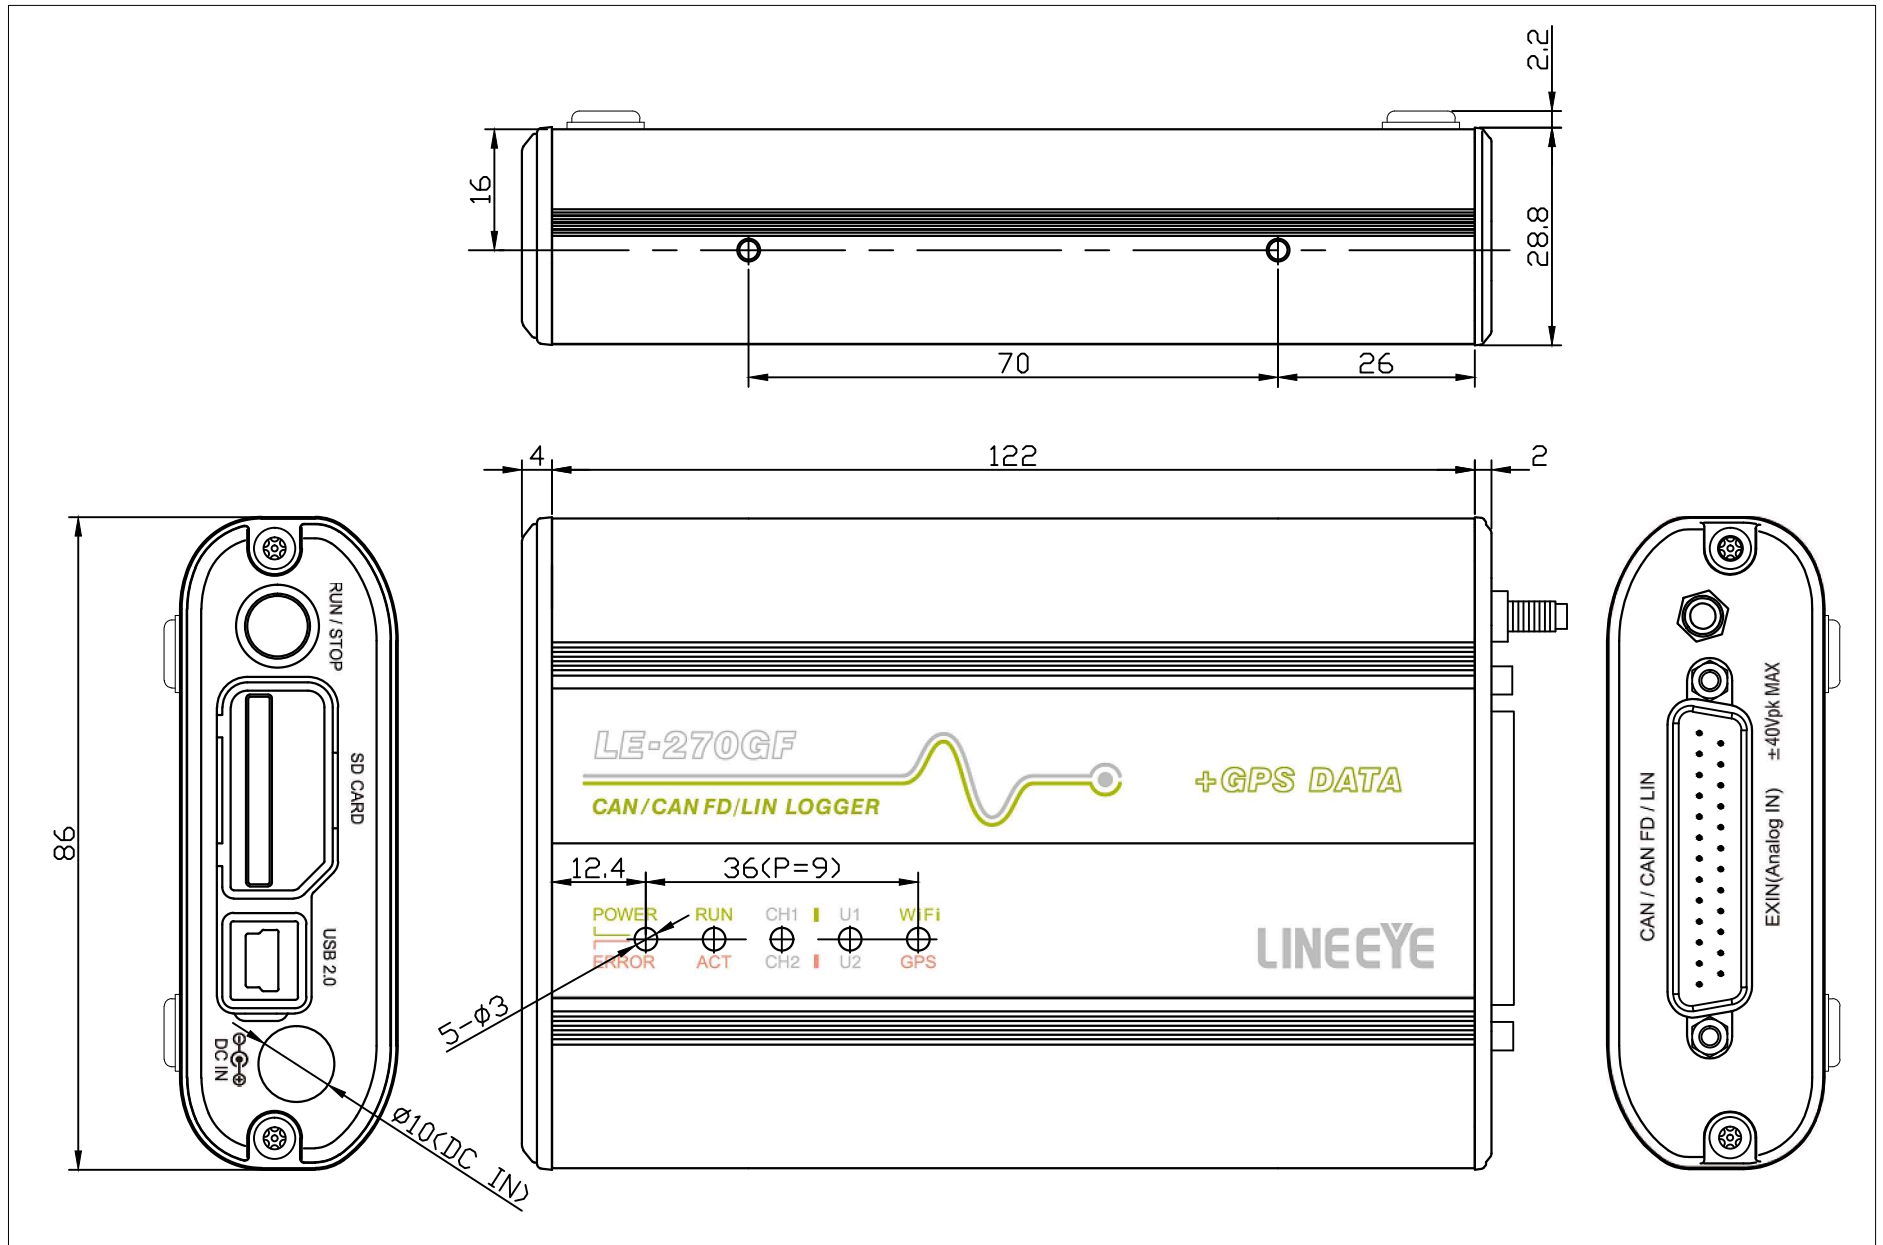 2.2
16
28.8
70
26
4
122
2
86
RUN / STOP
SD CARD
USB 2.0
DC IN
Ø10(DC IN)
LE-270GF
CAN/CAN FD/LIN LOGGER
+GPS DATA
12.4
36(P=9)
POWER RUN CH1 U1 WiFi
ERROR ACT CH2 U2 GPS
5-Ø3
LINEEYE
CAN / CAN FD / LIN
EXIN(Analog IN) ±40Vpk MAX